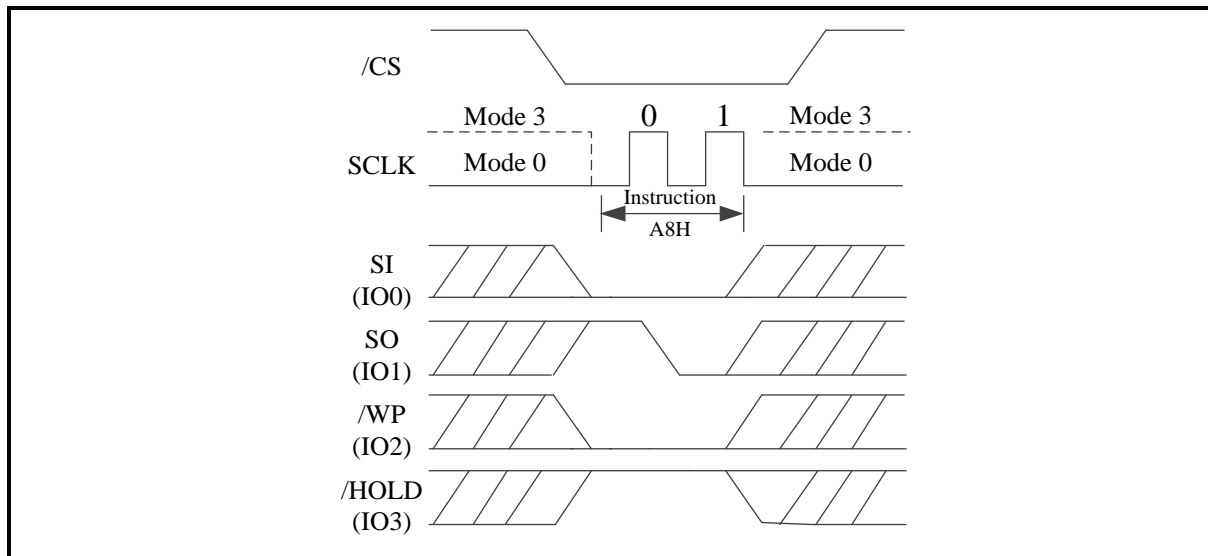 /CS
Mode 3
0
1
Mode 3
SCLK
Mode 0
Mode 0
Instruction
A8H
SI
(IO0)
SO
(IO1)
/WP
(IO2)
/HOLD
(IO3)